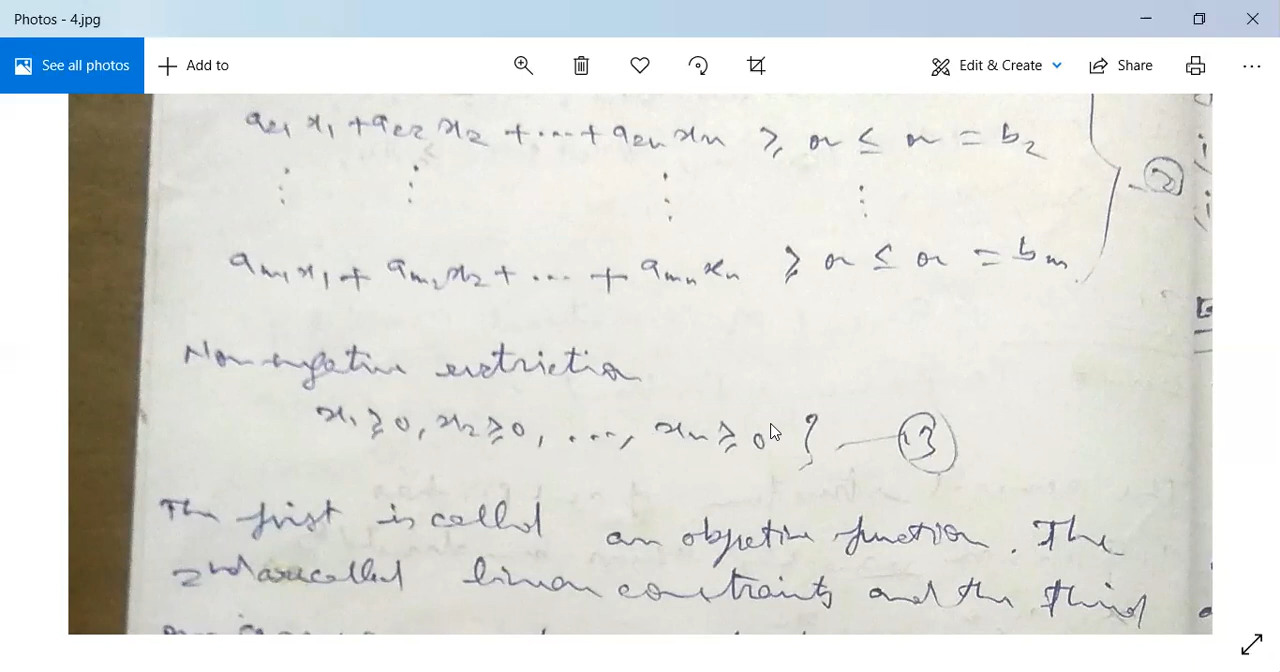 Photos - 4.jpg
See all photos
Add to
Edit & Create
Share
a21 x1 + a22 x2 + ... + a2n xn ≥ or ≤ or = b2
⋮ ⋮ ⋮ ⋮
2
am1 x1 + am2 x2 + ... + amn xn ≥ or ≤ or = bm
Non-negative restriction
x1 ≥ 0, x2 ≥ 0, ..., xn ≥ 0 } — 3
The first is called an objective function. The
2nd are called linear constraints and the third